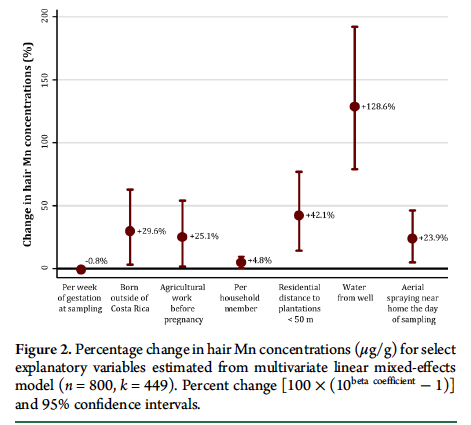 200
150
100
50
0
Change in hair Mn concentrations (%)
-0.8%
+29.6%
+25.1%
+4.8%
+42.1%
+128.6%
+23.9%
Per week
of gestation
at sampling
Born
outside of
Costa Rica
Agricultural
work
before
pregnancy
Per
household
member
Residential
distance to
plantations
< 50 m
Water
from well
Aerial
spraying near
home the day
of sampling
Figure 2. Percentage change in hair Mn concentrations (μg/g) for select
explanatory variables estimated from multivariate linear mixed-effects
model (n = 800, k = 449). Percent change [100 × (10^beta coefficient − 1)]
and 95% confidence intervals.